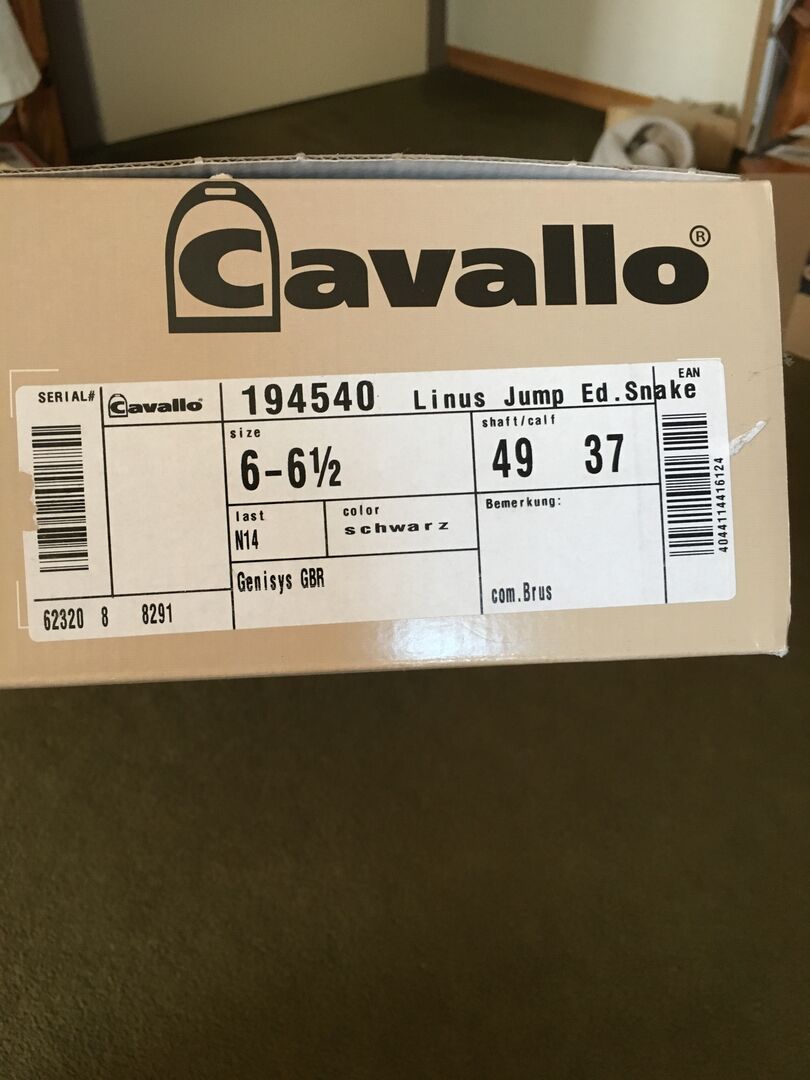 Cavallo®
SERIAL#
Cavallo
194540 Linus Jump Ed.Snake
EAN
size
6-6½
shaft/calf
49 37
last
N14
color
schwarz
Bemerkung:
Genisys GBR
com.Brus
62320 8 8291
4044114416124